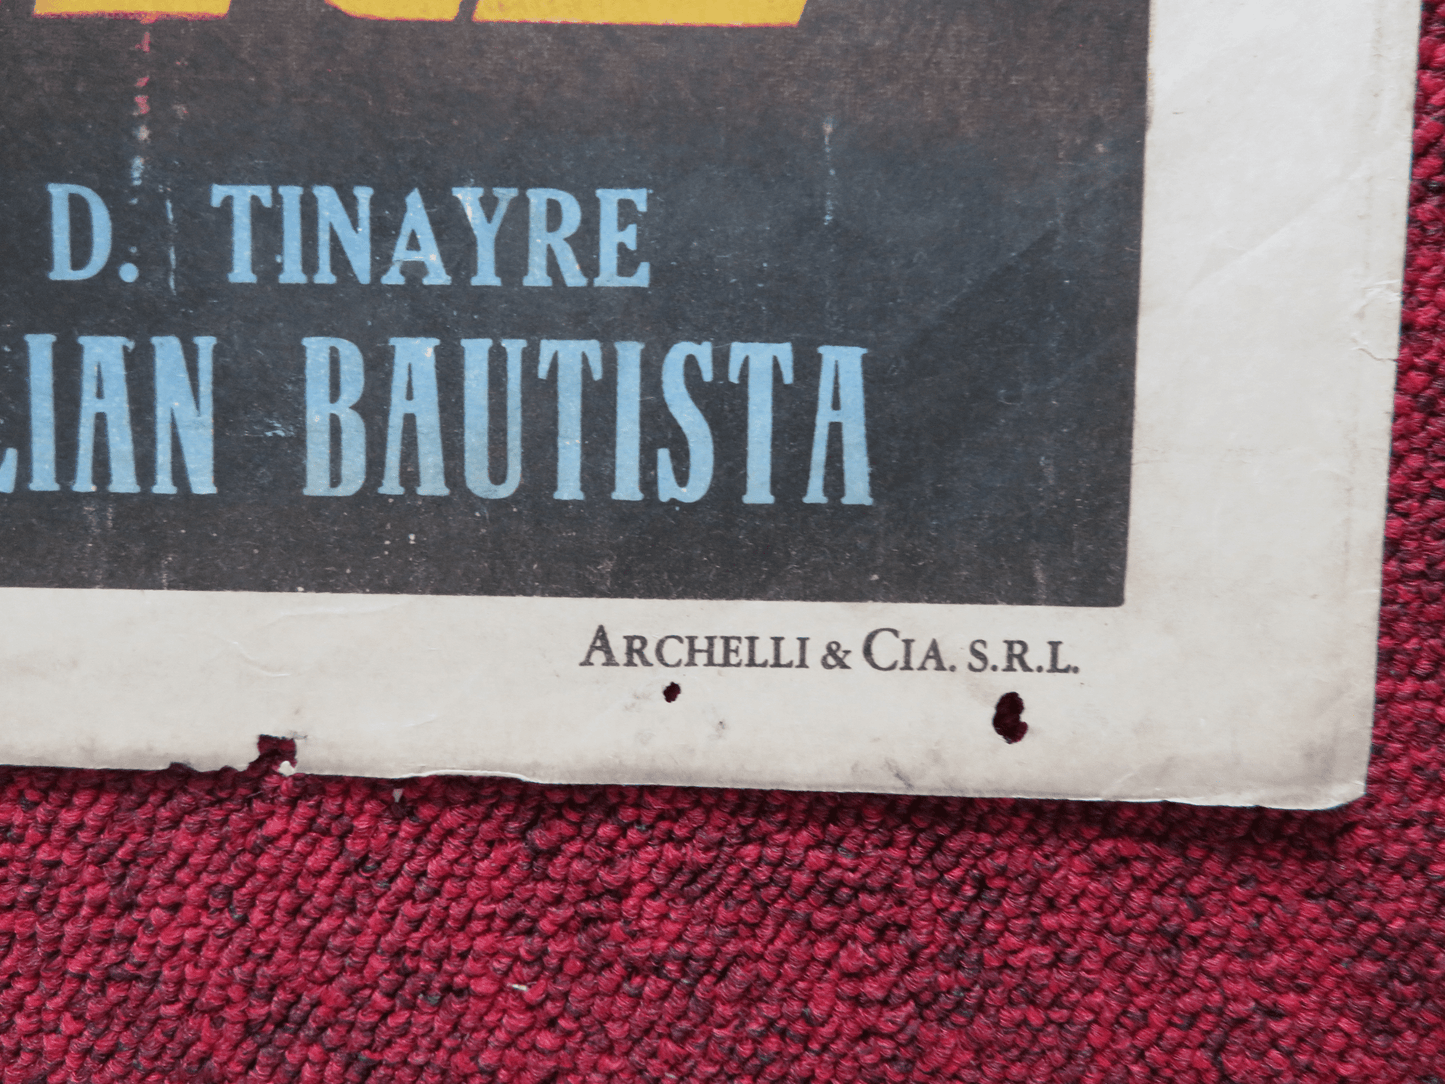 D. TINAYRE
LIAN BAUTISTA
ARCHELLI & CIA. S.R.L.